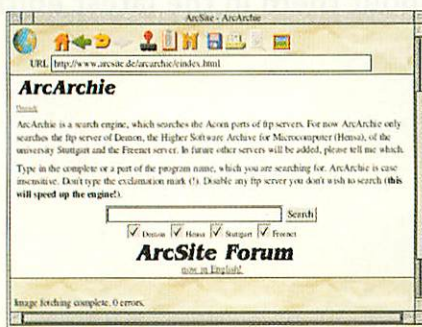 ArcSite - ArcArchie
URL http://www.arcsite.de/arcarchie/eindex.html
ArcArchie
Deutsch
ArcArchie is a search engine, which searches the Acorn parts of ftp servers. For now ArcArchie only
searches the ftp server of Demon, the Higher Software Archive for Microcomputer (Hensa), of the
university Stuttgart and the Freenet server. In future other servers will be added, please tell me which.
Type in the complete or a part of the program name, which you are searching for. ArcArchie is case
insensitive. Don't type the exclamation mark (!). Disable any ftp server you don't wish to search (this
will speed up the engine!).
Search
Demon Hensa Stuttgart Freenet
ArcSite Forum
now in English!
Image fetching complete, 0 errors.